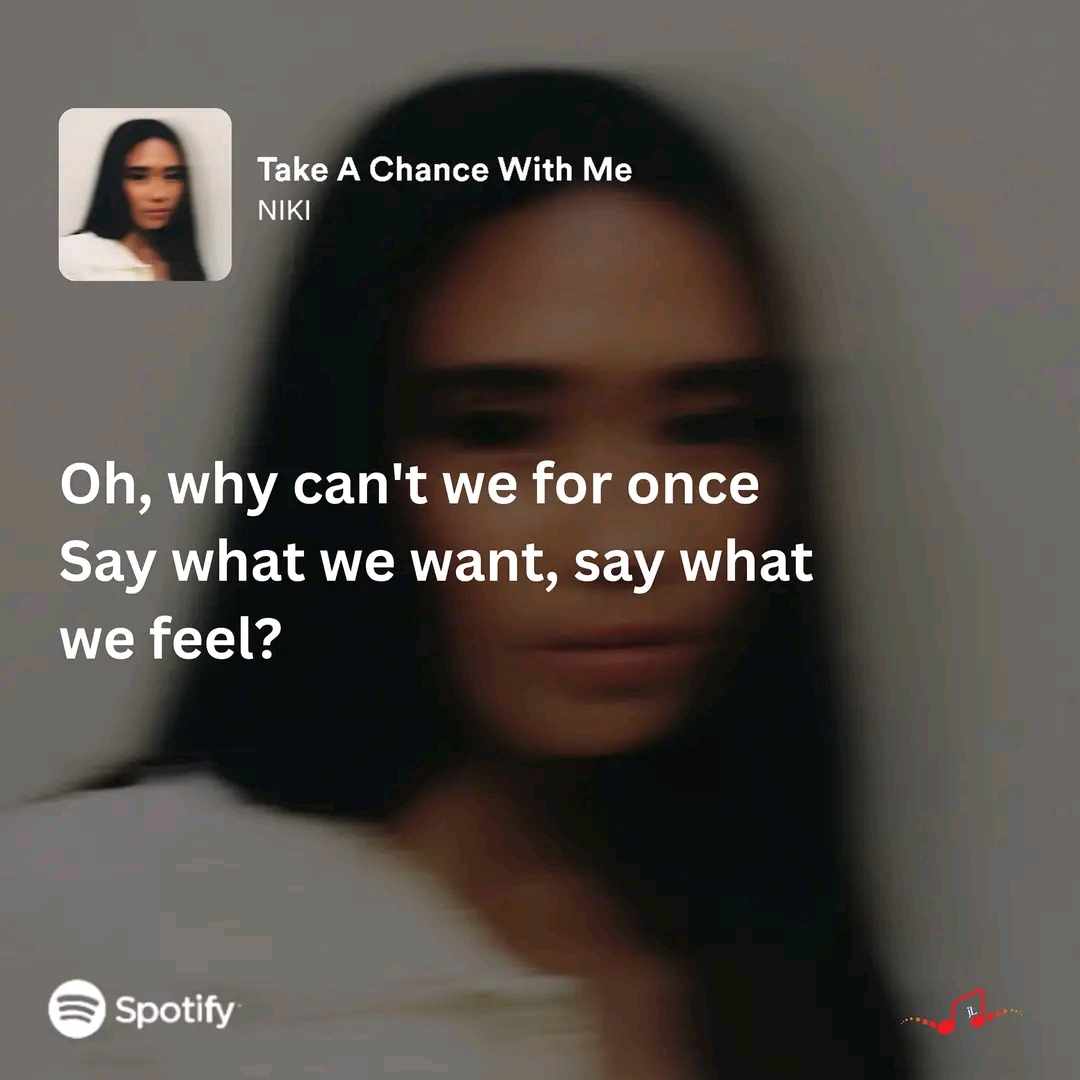 Take A Chance With Me
NIKI
Oh, why can't we for once
Say what we want, say what
we feel?
Spotify
JL